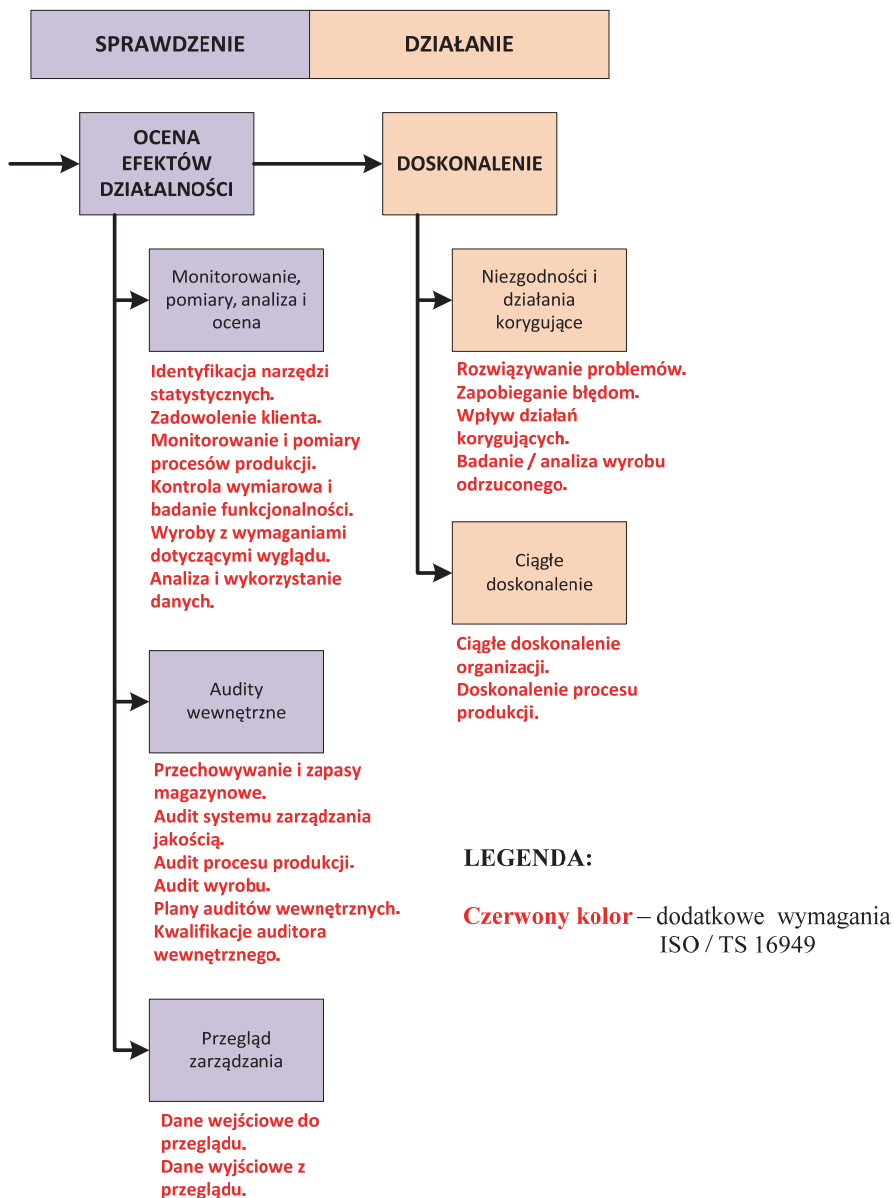 SPRAWDZENIE
DZIAŁANIE
OCENA
EFEKTÓW
DZIAŁALNOŚCI
DOSKONALENIE
Monitorowanie,
pomiary, analiza i
ocena
Identyfikacja narzędzi
statystycznych.
Zadowolenie klienta.
Monitorowanie i pomiary
procesów produkcji.
Kontrola wymiarowa i
badanie funkcjonalności.
Wyroby z wymaganiami
dotyczącymi wyglądu.
Analiza i wykorzystanie
danych.
Audity
wewnętrzne
Przechowywanie i zapasy
magazynowe.
Audit systemu zarządzania
jakością.
Audit procesu produkcji.
Audit wyrobu.
Plany auditów wewnętrznych.
Kwalifikacje auditora
wewnętrznego.
Przegląd
zarządzania
Dane wejściowe do
przeglądu.
Dane wyjściowe z
przeglądu.
Niezgodności i
działania
korygujące
Rozwiązywanie problemów.
Zapobieganie błędom.
Wpływ działań
korygujących.
Badanie / analiza wyrobu
odrzuconego.
Ciągłe
doskonalenie
Ciągłe doskonalenie
organizacji.
Doskonalenie procesu
produkcji.
LEGENDA:
Czerwony kolor – dodatkowe wymagania
ISO / TS 16949